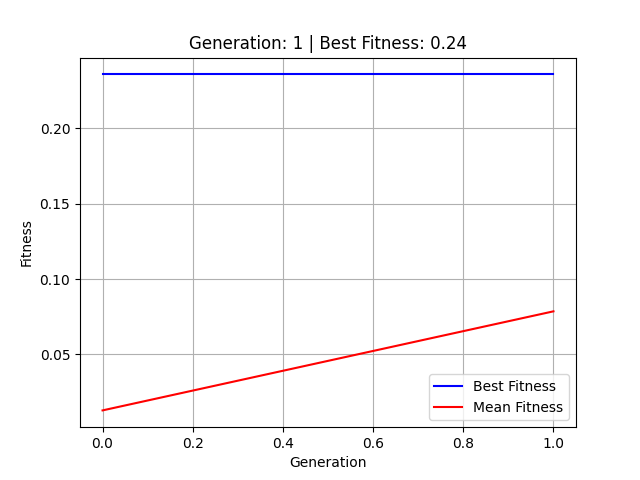 Generation: 1 | Best Fitness: 0.24
Fitness
0.20
0.15
0.10
0.05
Best Fitness
Mean Fitness
0.0 0.2 0.4 0.6 0.8 1.0
Generation